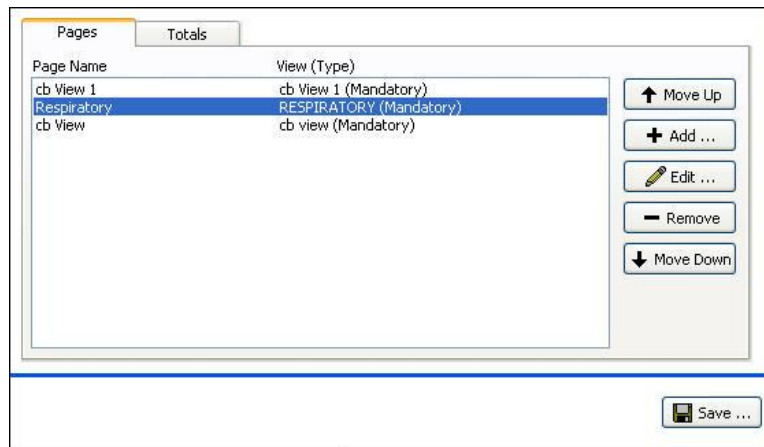 Pages Totals
Page Name View (Type)
cb View 1 cb View 1 (Mandatory)
Respiratory RESPIRATORY (Mandatory)
cb View cb view (Mandatory)
Move Up
Add ...
Edit ...
Remove
Move Down
Save ...